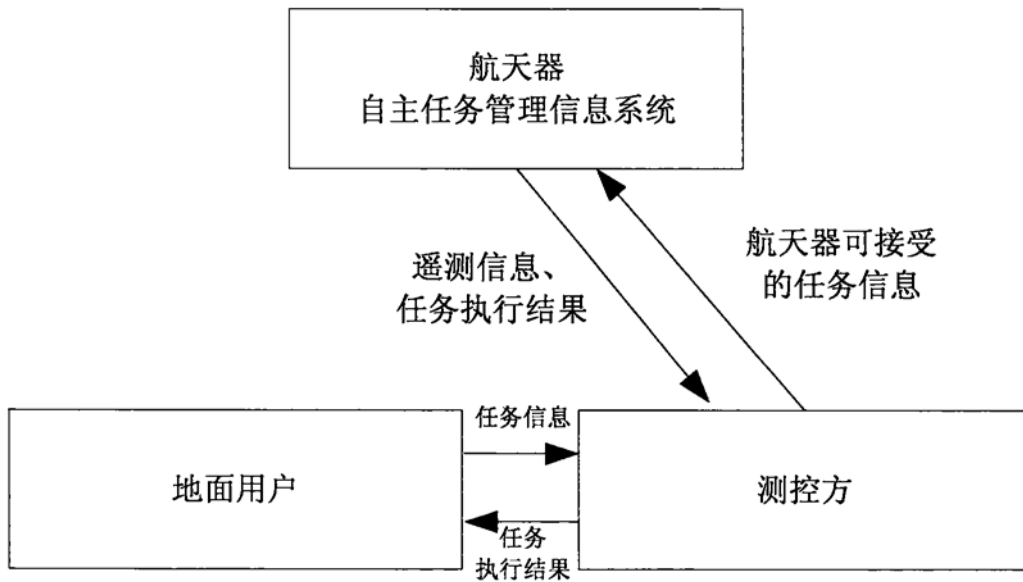 航天器
自主任务管理信息系统
遥测信息、
任务执行结果
航天器可接受
的任务信息
地面用户
任务信息
任务
执行结果
测控方